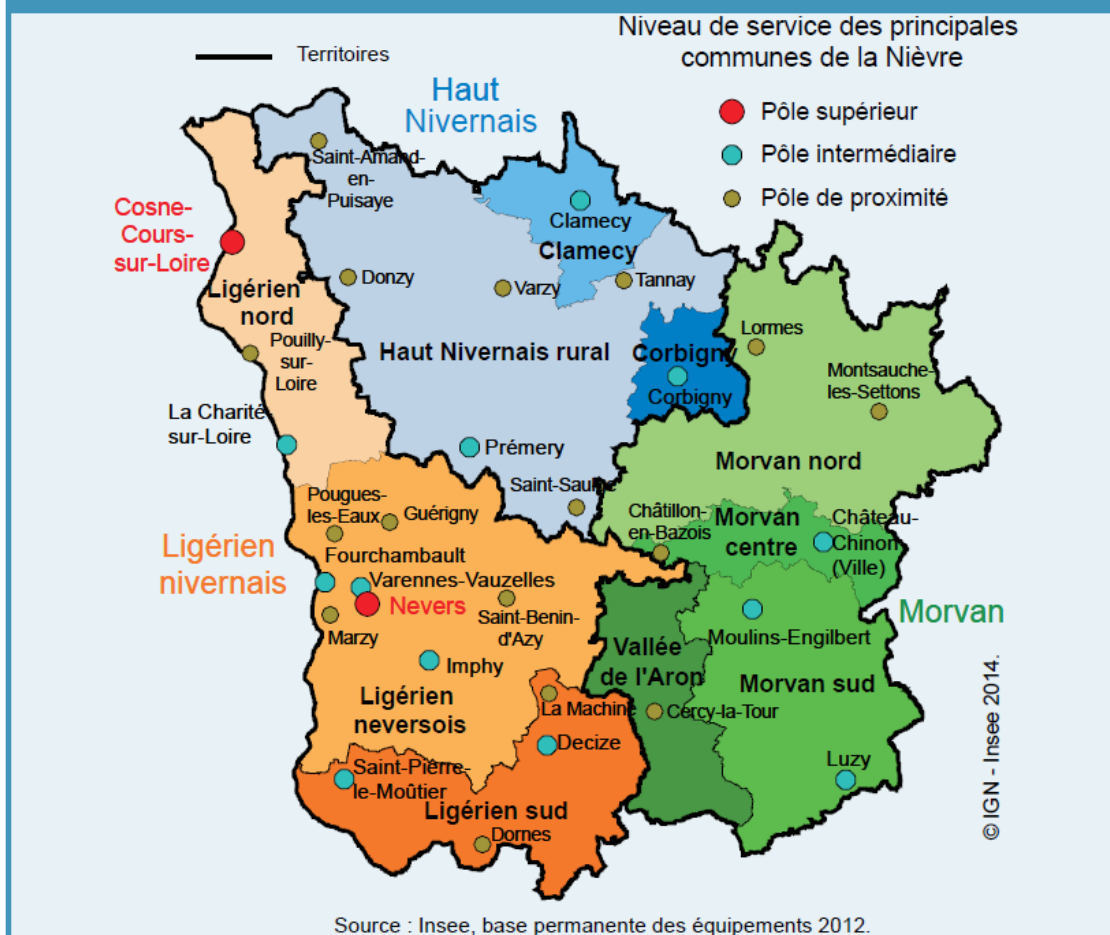 Niveau de service des principales
communes de la Nièvre
Territoires
Pôle supérieur
Pôle intermédiaire
Pôle de proximité
Haut
Nivernais
Saint-Amand-
en-
Puisaye
Clamecy
Clamecy
Cosne-
Cours-
sur-Loire
Donzy
Varzy
Tannay
Ligérien
nord
Pouilly-
sur-
Loire
Haut Nivernais rural
Corbigny
Corbigny
Lormes
Montsauche-
les-Settons
La Charité-
sur-Loire
Prémery
Morvan nord
Saint-Saulge
Pougues-
les-Eaux
Guérigny
Châtillon-
en-Bazois
Morvan
centre
Château-
Chinon
(Ville)
Ligérien
nivernais
Fourchambault
Varennes-Vauzelles
Nevers
Marzy
Saint-Benin-
d'Azy
Moulins-Engilbert
Morvan
Imphy
Vallée
de l'Aron
Morvan sud
Ligérien
neversois
La Machine
Cercy-la-Tour
Decize
Saint-Pierre-
le-Moûtier
Luzy
Ligérien sud
Dornes
© IGN - Insee 2014.
Source : Insee, base permanente des équipements 2012.